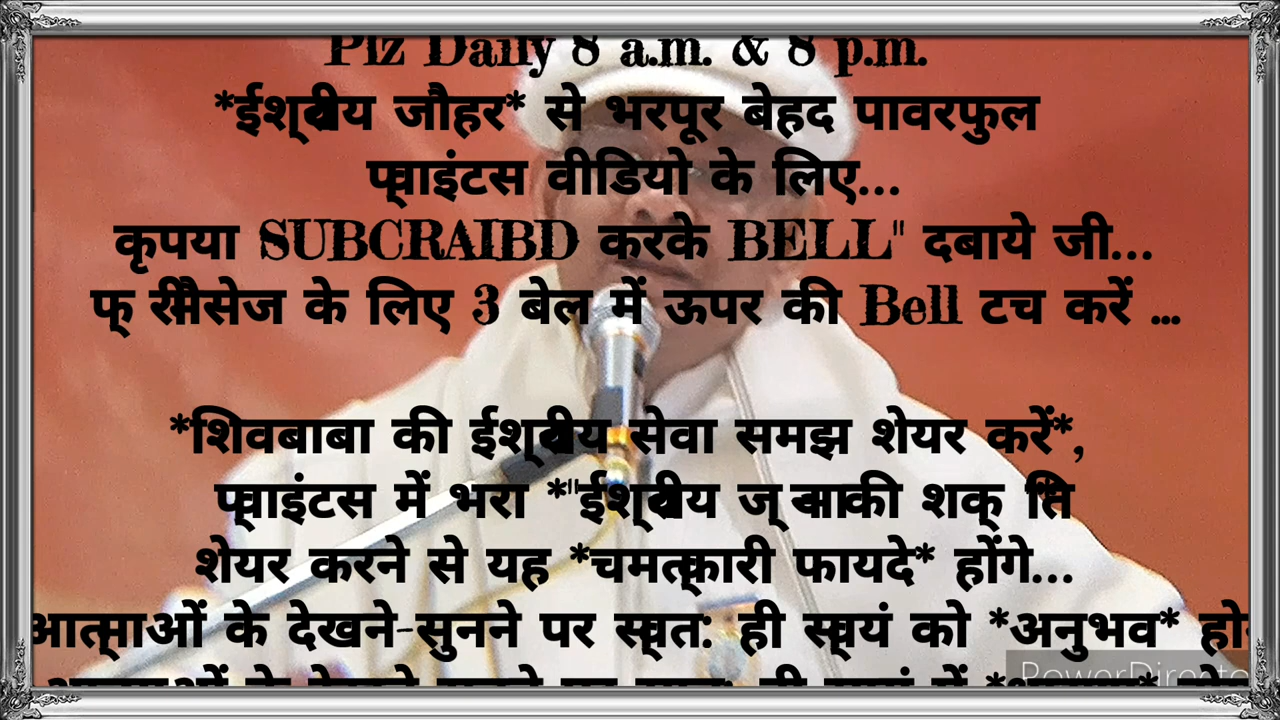 Plz Daily 8 a.m. & 8 p.m.
*ईश्वरीय जौहर* से भरपूर बेहद पावरफुल
प्वाइंटस वीडियो के लिए...
कृपया SUBCRAIBD करके BELL" दबाये जी...
फ्री मैसेज के लिए 3 बेल में ऊपर की Bell टच करें ...
*शिवबाबा की ईश्वरीय सेवा समझ शेयर करें*,
प्वाइंटस में भरा *"ईश्वरीय ज्ञान की शक्ति"
शेयर करने से यह *चमत्कारी फायदे* होंगे...
आत्माओं के देखने-सुनने पर स्वत: ही स्वयं को *अनुभव*
PowerDirector